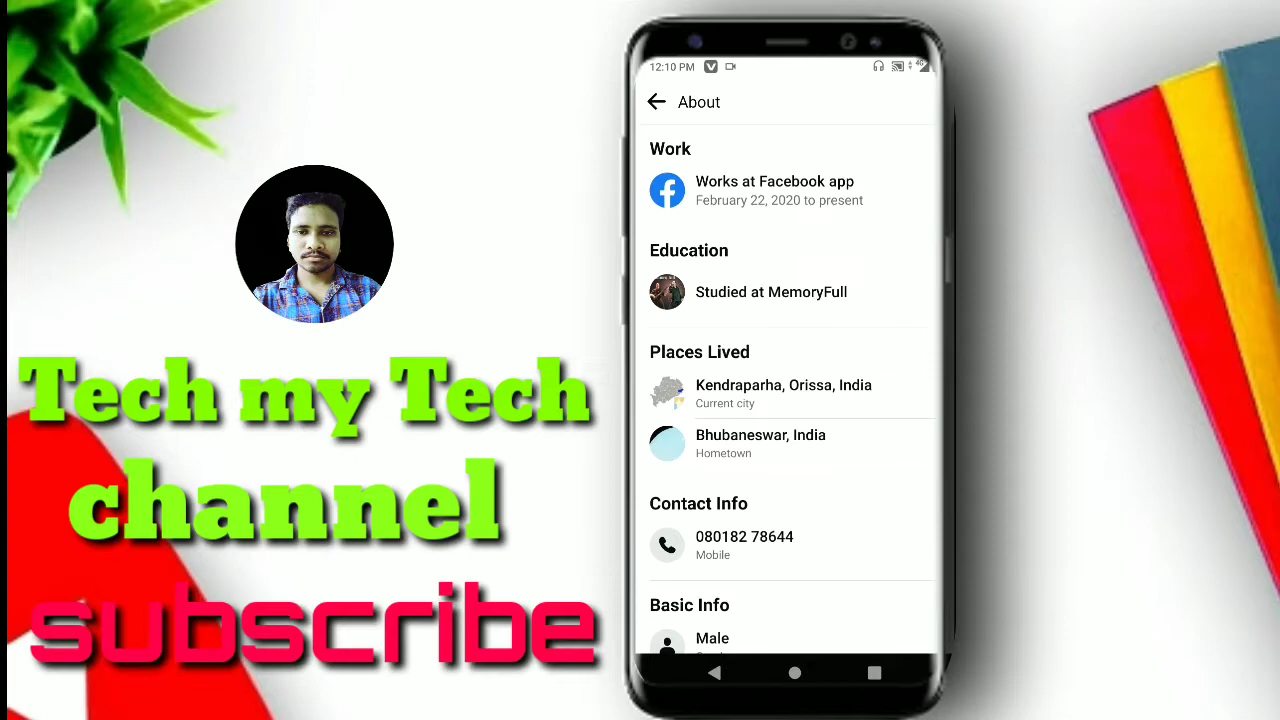 Tech my Tech
channel
subscribe
12:10 PM
4G
About
Work
Works at Facebook app
February 22, 2020 to present
Education
Studied at MemoryFull
Places Lived
Kendraparha, Orissa, India
Current city
Bhubaneswar, India
Hometown
Contact Info
080182 78644
Mobile
Basic Info
Male